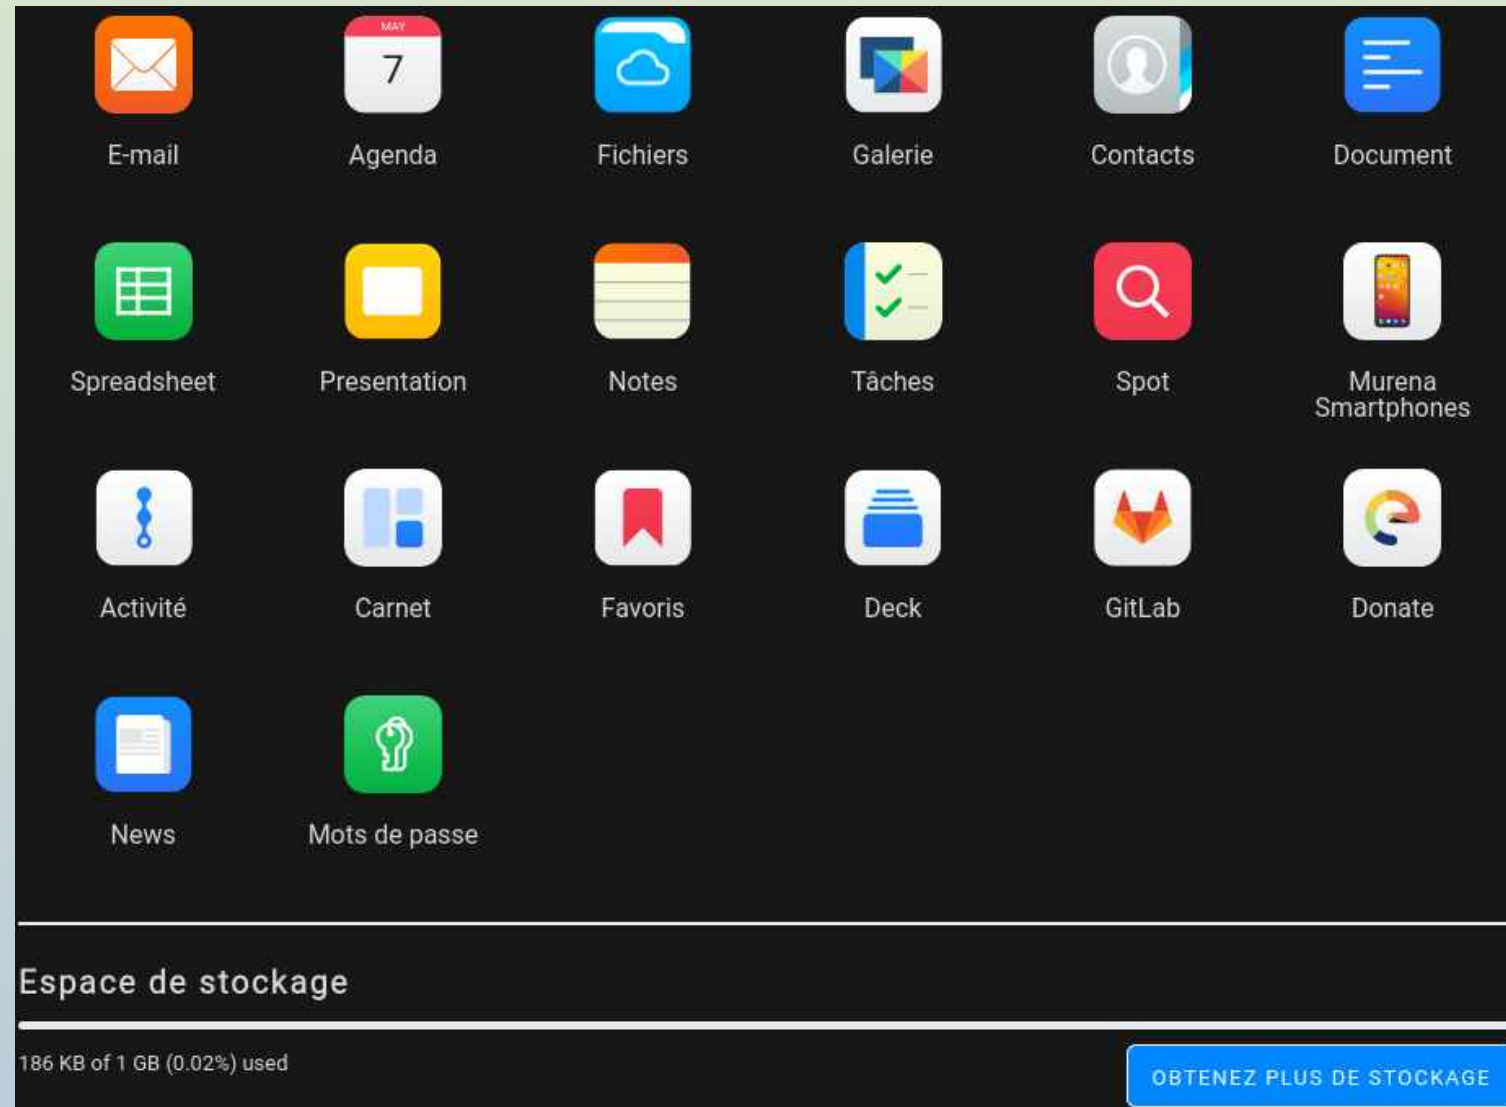 MAY
7
E-mail Agenda Fichiers Galerie Contacts Document
Spreadsheet Presentation Notes Tâches Spot Murena
Smartphones
Activité Carnet Favoris Deck GitLab Donate
News Mots de passe
Espace de stockage
186 KB of 1 GB (0.02%) used
OBTENEZ PLUS DE STOCKAGE